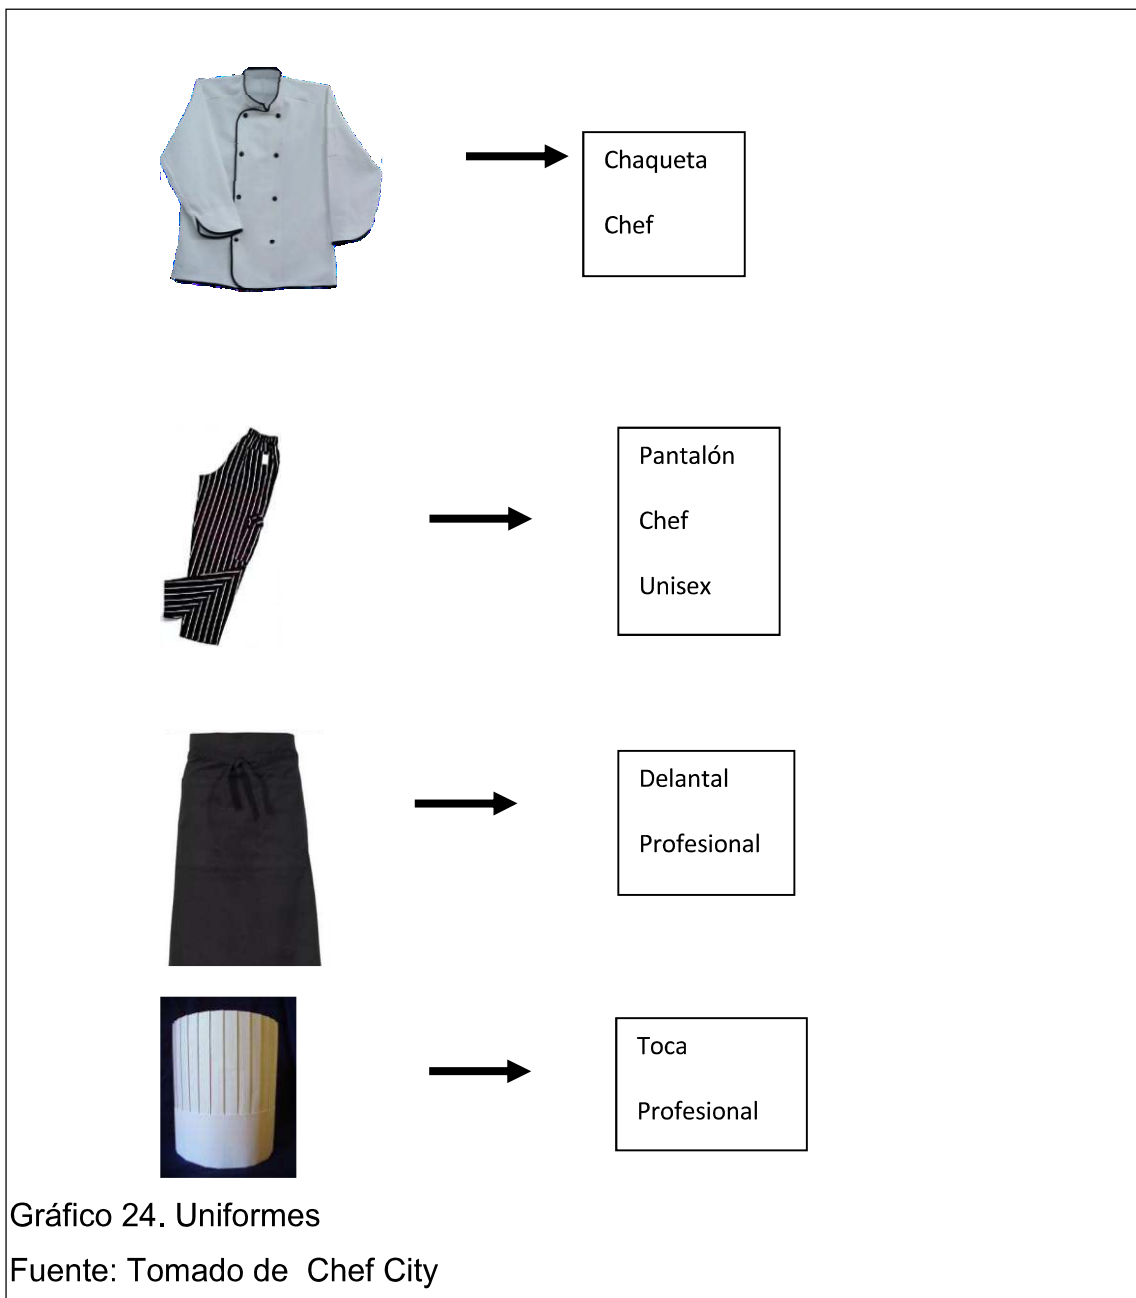 Chaqueta
Chef
Pantalón
Chef
Unisex
Delantal
Profesional
Toca
Profesional
Gráfico 24. Uniformes
Fuente: Tomado de Chef City